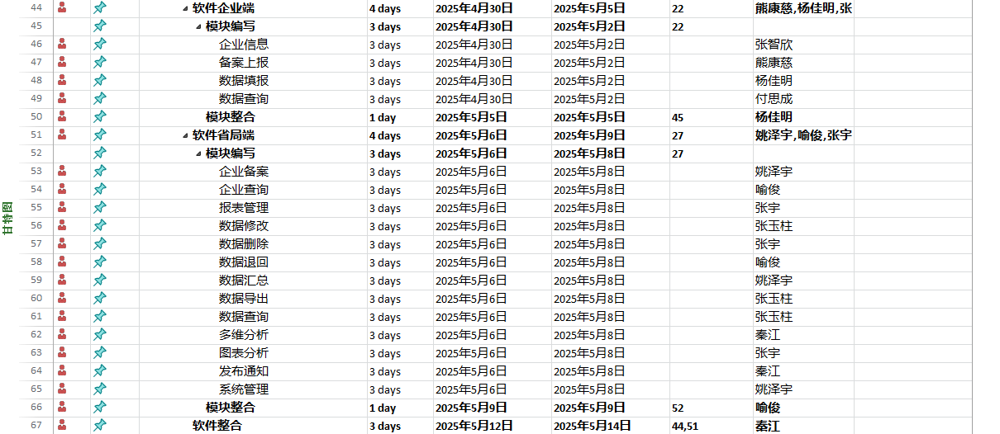 44 软件企业端 4 days 2025年4月30日 2025年5月5日 22 熊康慈,杨佳明,张
45 模块编写 3 days 2025年4月30日 2025年5月2日 22
46 企业信息 3 days 2025年4月30日 2025年5月2日 张智欣
47 备案上报 3 days 2025年4月30日 2025年5月2日 熊康慈
48 数据填报 3 days 2025年4月30日 2025年5月2日 杨佳明
49 数据查询 3 days 2025年4月30日 2025年5月2日 付思成
50 模块整合 1 day 2025年5月5日 2025年5月5日 45 杨佳明
51 软件省局端 4 days 2025年5月6日 2025年5月9日 27 姚泽宇,喻俊,张宇
52 模块编写 3 days 2025年5月6日 2025年5月8日 27
53 企业备案 3 days 2025年5月6日 2025年5月8日 姚泽宇
54 企业查询 3 days 2025年5月6日 2025年5月8日 喻俊
55 报表管理 3 days 2025年5月6日 2025年5月8日 张宇
甘特图
56 数据修改 3 days 2025年5月6日 2025年5月8日 张玉柱
57 数据删除 3 days 2025年5月6日 2025年5月8日 张宇
58 数据退回 3 days 2025年5月6日 2025年5月8日 喻俊
59 数据汇总 3 days 2025年5月6日 2025年5月8日 姚泽宇
60 数据导出 3 days 2025年5月6日 2025年5月8日 张玉柱
61 数据查询 3 days 2025年5月6日 2025年5月8日 张玉柱
62 多维分析 3 days 2025年5月6日 2025年5月8日 秦江
63 图表分析 3 days 2025年5月6日 2025年5月8日 张宇
64 发布通知 3 days 2025年5月6日 2025年5月8日 秦江
65 系统管理 3 days 2025年5月6日 2025年5月8日 姚泽宇
66 模块整合 1 day 2025年5月9日 2025年5月9日 52 喻俊
67 软件整合 3 days 2025年5月12日 2025年5月14日 44,51 秦江